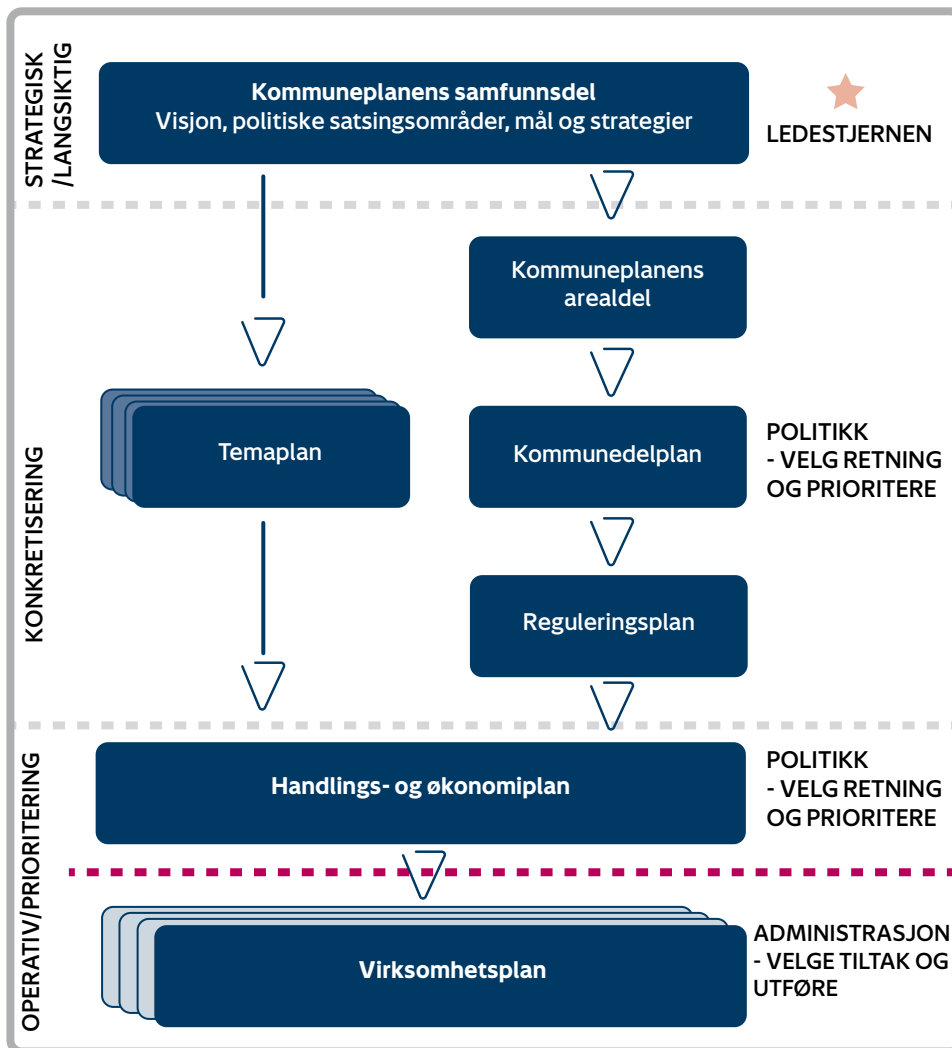 STRATEGISK
/LANGSIKTIG
Kommuneplanens samfunnsdel
Visjon, politiske satsingsområder, mål og strategier
LEDESTJERNEN
KONKRETISERING
Kommuneplanens
arealdel
Temaplan
Kommunedelplan
POLITIKK
- VELG RETNING
OG PRIORITERE
Reguleringsplan
OPERATIV/PRIORITERING
Handlings- og økonomiplan
POLITIKK
- VELG RETNING
OG PRIORITERE
Virksomhetsplan
ADMINISTRASJON
- VELGE TILTAK OG
UTFØRE